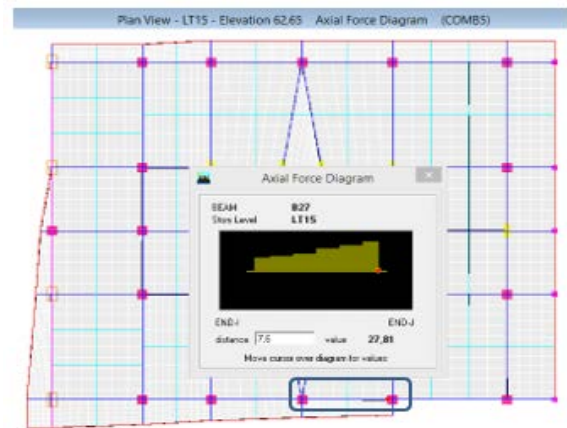 Plan View - LT15 - Elevation 62,65 Axial Force Diagram (COMB5)
Axial Force Diagram
BEAM B27
Story Level LT15
END-I END-J
distance 7,6 value 27,81
Move cursor over diagram for values